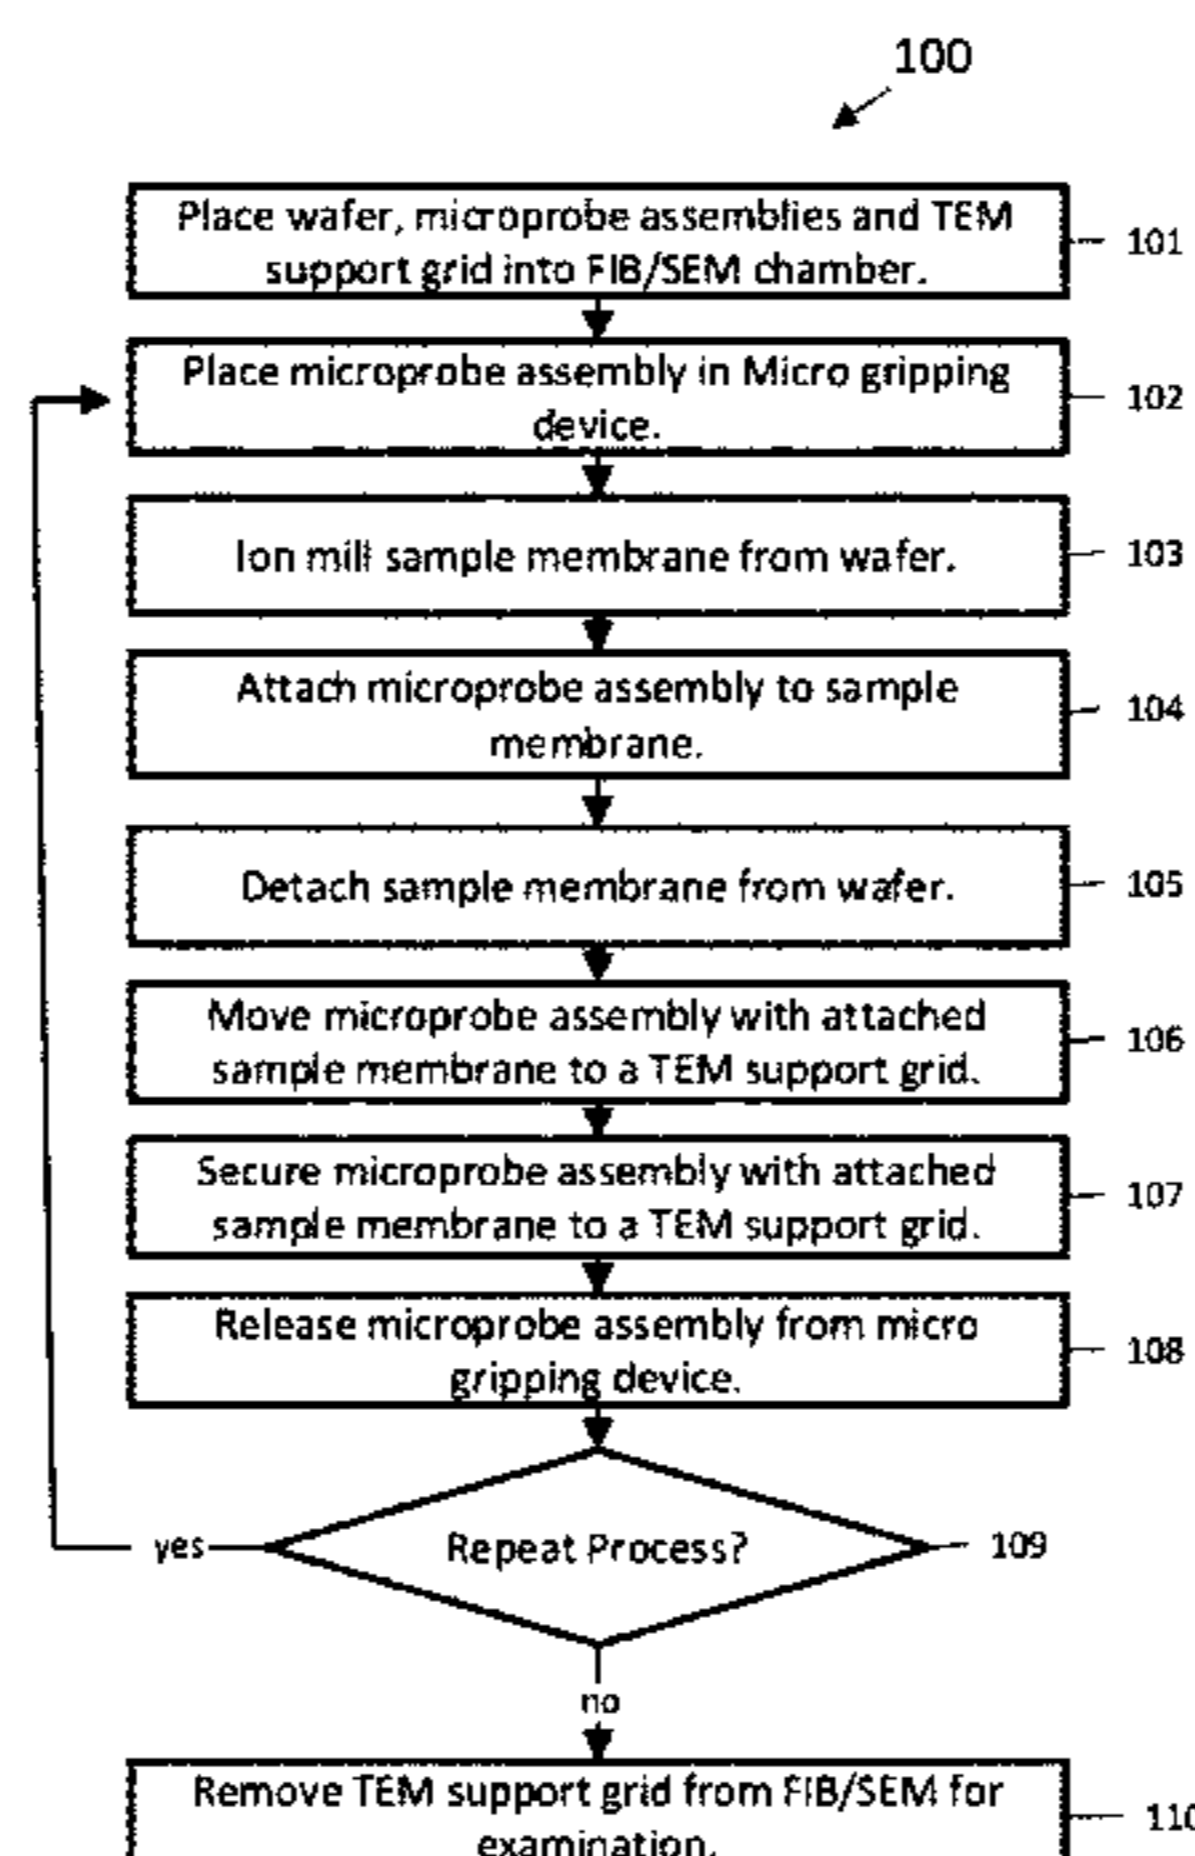 100
Place wafer, microprobe assemblies and TEM
support grid into FIB/SEM chamber.
101
Place microprobe assembly in Micro gripping
device.
102
Ion mill sample membrane from wafer.
103
Attach microprobe assembly to sample
membrane.
104
Detach sample membrane from wafer.
105
Move microprobe assembly with attached
sample membrane to a TEM support grid.
106
Secure microprobe assembly with attached
sample membrane to a TEM support grid.
107
Release microprobe assembly from micro
gripping device.
108
yes
Repeat Process?
109
no
Remove TEM support grid from FIB/SEM for
examination.
110